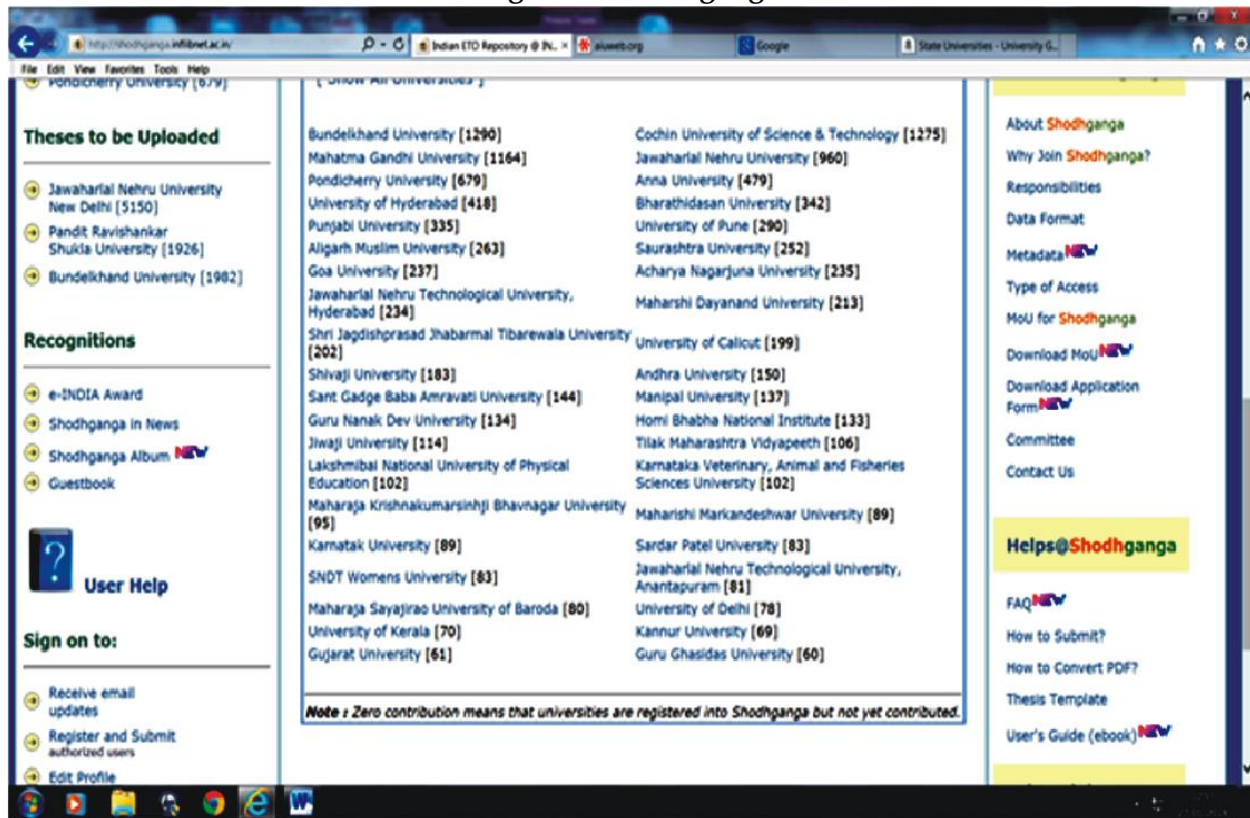 http://shodhganga.inflibnet.ac.in/
Indian ETD Repository @ IN...
aiuweb.org
Google
State Universities - University G...
File Edit View Favorites Tools Help
Pondicherry University [679]
Theses to be Uploaded
Jawaharlal Nehru University
New Delhi [5150]
Pandit Ravishankar
Shukla University [1926]
Bundelkhand University [1982]
Recognitions
e-INDIA Award
Shodhganga in News
Shodhganga Album NEW
Guestbook
User Help
Sign on to:
Receive email
updates
Register and Submit
authorized users
Edit Profile
[ Show All Universities ]
Bundelkhand University [1290] Cochin University of Science & Technology [1275]
Mahatma Gandhi University [1164] Jawaharlal Nehru University [960]
Pondicherry University [679] Anna University [479]
University of Hyderabad [418] Bharathidasan University [342]
Punjabi University [335] University of Pune [290]
Aligarh Muslim University [263] Saurashtra University [252]
Goa University [237] Acharya Nagarjuna University [235]
Jawaharlal Nehru Technological University,
Hyderabad [234] Maharshi Dayanand University [213]
Shri Jagdishprasad Jhabarmal Tibarewala University
[202] University of Calicut [199]
Shivaji University [183] Andhra University [150]
Sant Gadge Baba Amravati University [144] Manipal University [137]
Guru Nanak Dev University [134] Homi Bhabha National Institute [133]
Jiwaji University [114] Tilak Maharashtra Vidyapeeth [106]
Lakshmibai National University of Physical Karnataka Veterinary, Animal and Fisheries
Education [102] Sciences University [102]
Maharaja Krishnakumarsinhji Bhavnagar University
[95] Maharishi Markandeshwar University [89]
Karnatak University [89] Sardar Patel University [83]
SNDT Womens University [83] Jawaharlal Nehru Technological University,
Anantapuram [81]
Maharaja Sayajirao University of Baroda [80] University of Delhi [78]
University of Kerala [70] Kannur University [69]
Gujarat University [61] Guru Ghasidas University [60]
Note : Zero contribution means that universities are registered into Shodhganga but not yet contributed.
About Shodhganga
Why Join Shodhganga?
Responsibilities
Data Format
Metadata NEW
Type of Access
MoU for Shodhganga
Download MoU NEW
Download Application
Form NEW
Committee
Contact Us
Helps@Shodhganga
FAQ NEW
How to Submit?
How to Convert PDF?
Thesis Template
User's Guide (ebook) NEW